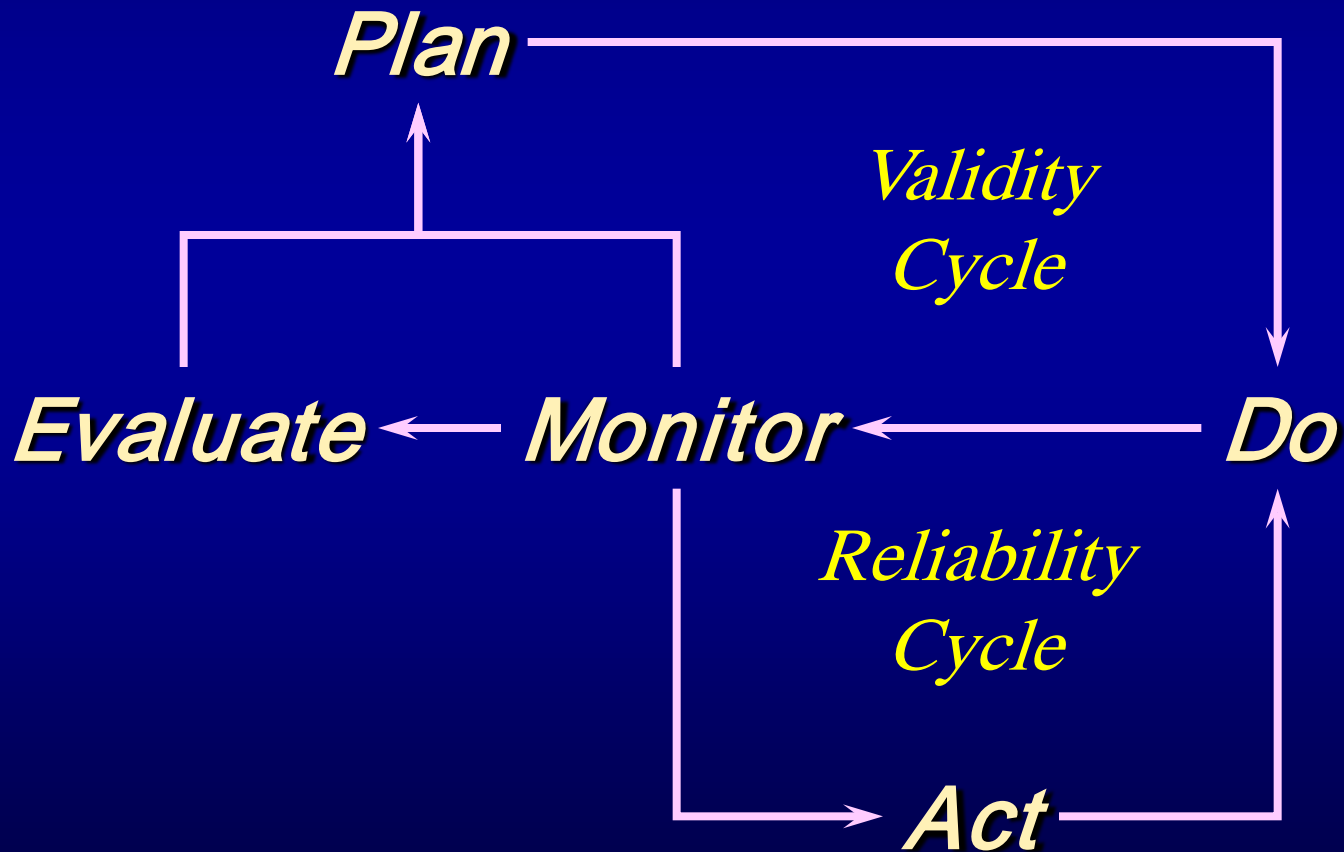 Plan
Validity
Cycle
Evaluate
Monitor
Do
Reliability
Cycle
Act